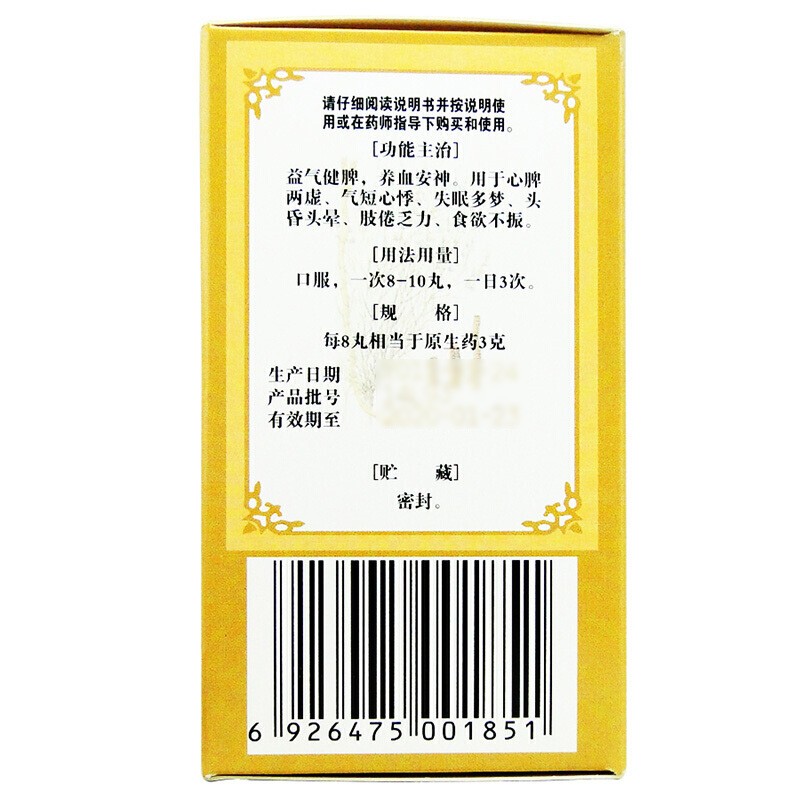 请仔细阅读说明书并按说明使
用或在药师指导下购买和使用。
[功能主治]
益气健脾，养血安神。用于心脾
两虚、气短心悸、失眠多梦、头
昏头晕、肢倦乏力、食欲不振。
[用法用量]
口服，一次8-10丸，一日3次。
[规 格]
每8丸相当于原生药3克
生产日期
产品批号
有效期至
[贮 藏]
密封。
6 926475 001851